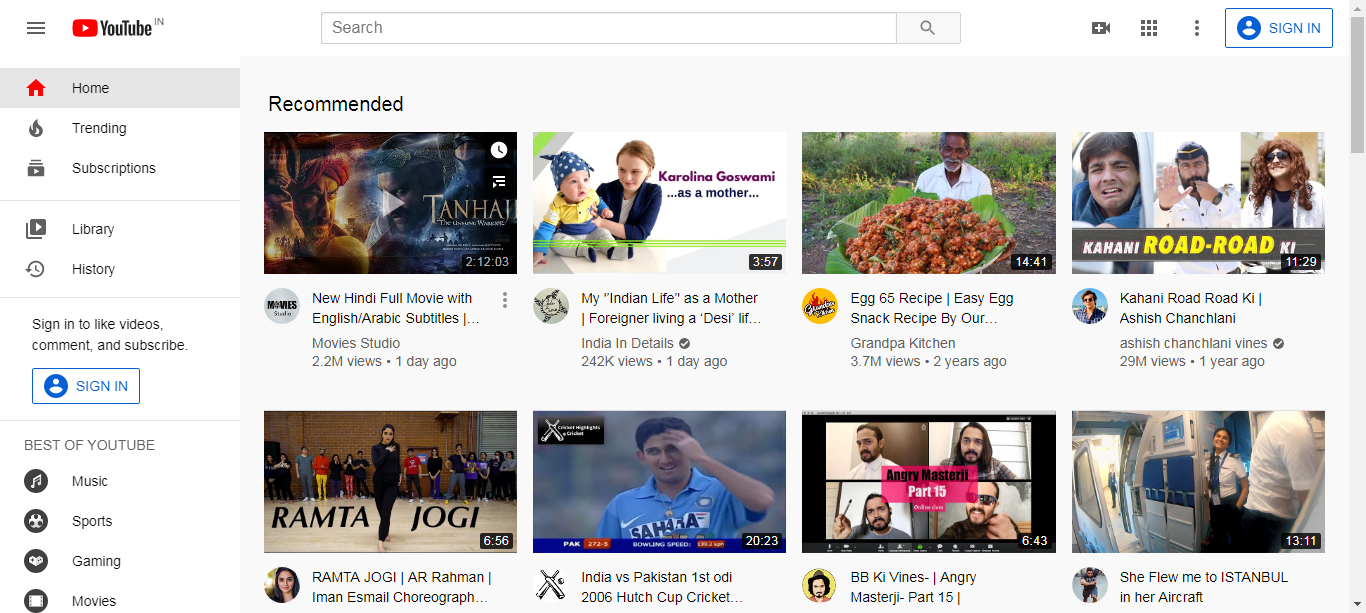 YouTube IN
Search
SIGN IN
Home
Trending
Subscriptions
Library
History
Sign in to like videos,
comment, and subscribe.
SIGN IN
BEST OF YOUTUBE
Music
Sports
Gaming
Movies
Recommended
TANHAJI
THE UNSUNG WARRIOR
2:12:03
Karolina Goswami
...as a mother...
3:57
14:41
KAHANI ROAD-ROAD KI
11:29
MOVIES
Studio
New Hindi Full Movie with
English/Arabic Subtitles |...
Movies Studio
2.2M views • 1 day ago
My "Indian Life" as a Mother
| Foreigner living a ‘Desi’ lif...
India In Details
242K views • 1 day ago
Egg 65 Recipe | Easy Egg
Snack Recipe By Our...
Grandpa Kitchen
3.7M views • 2 years ago
Kahani Road Road Ki |
Ashish Chanchlani
ashish chanchlani vines
29M views • 1 year ago
RAMTA JOGI
6:56
Cricket Highlights
Cricket
SAHARA
PAK 272-5 BOWLING SPEED: 139.2 kph
20:23
Angry Masterji
Part 15
Online class
6:43
13:11
RAMTA JOGI | AR Rahman |
Iman Esmail Choreograph...
India vs Pakistan 1st odi
2006 Hutch Cup Cricket...
BB Ki Vines- | Angry
Masterji- Part 15 |
She Flew me to ISTANBUL
in her Aircraft